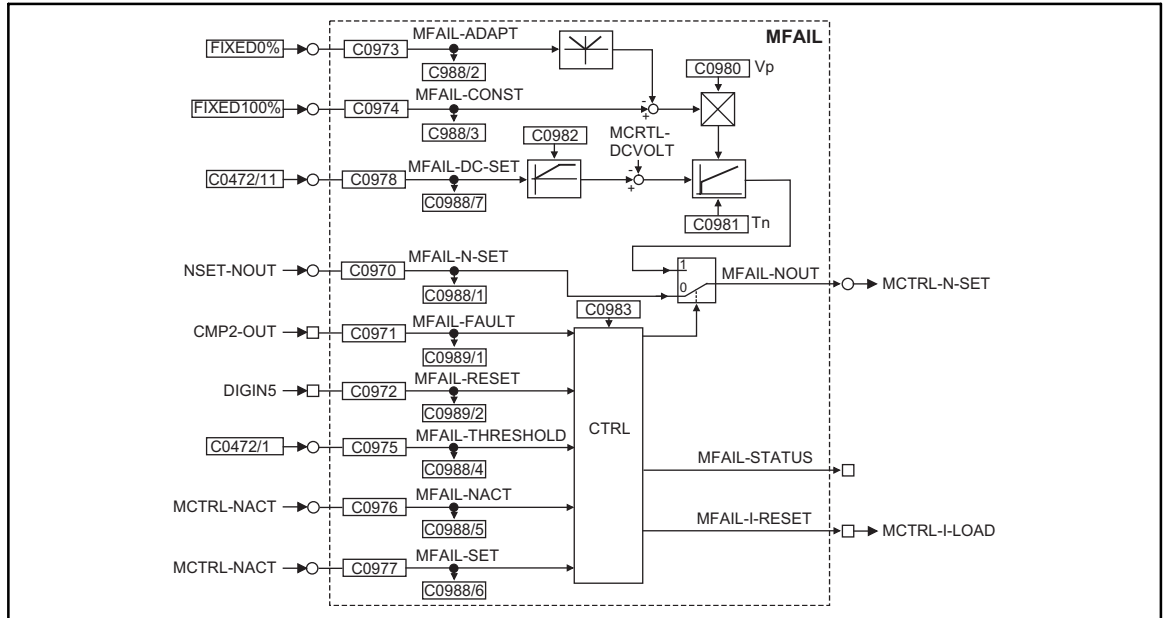 MFAIL
FIXED0%
C0973
MFAIL-ADAPT
C988/2
C0980 Vp
FIXED100%
C0974
MFAIL-CONST
C988/3
-
+
C0982
MCRTL-
DCVOLT
C0472/11
C0978
MFAIL-DC-SET
C0988/7
-
+
C0981 Tn
NSET-NOUT
C0970
MFAIL-N-SET
C0988/1
1
0
MFAIL-NOUT
MCTRL-N-SET
C0983
CMP2-OUT
C0971
MFAIL-FAULT
C0989/1
DIGIN5
C0972
MFAIL-RESET
C0989/2
CTRL
C0472/1
C0975
MFAIL-THRESHOLD
C0988/4
MFAIL-STATUS
MCTRL-NACT
C0976
MFAIL-NACT
C0988/5
MFAIL-I-RESET
MCTRL-I-LOAD
MCTRL-NACT
C0977
MFAIL-SET
C0988/6